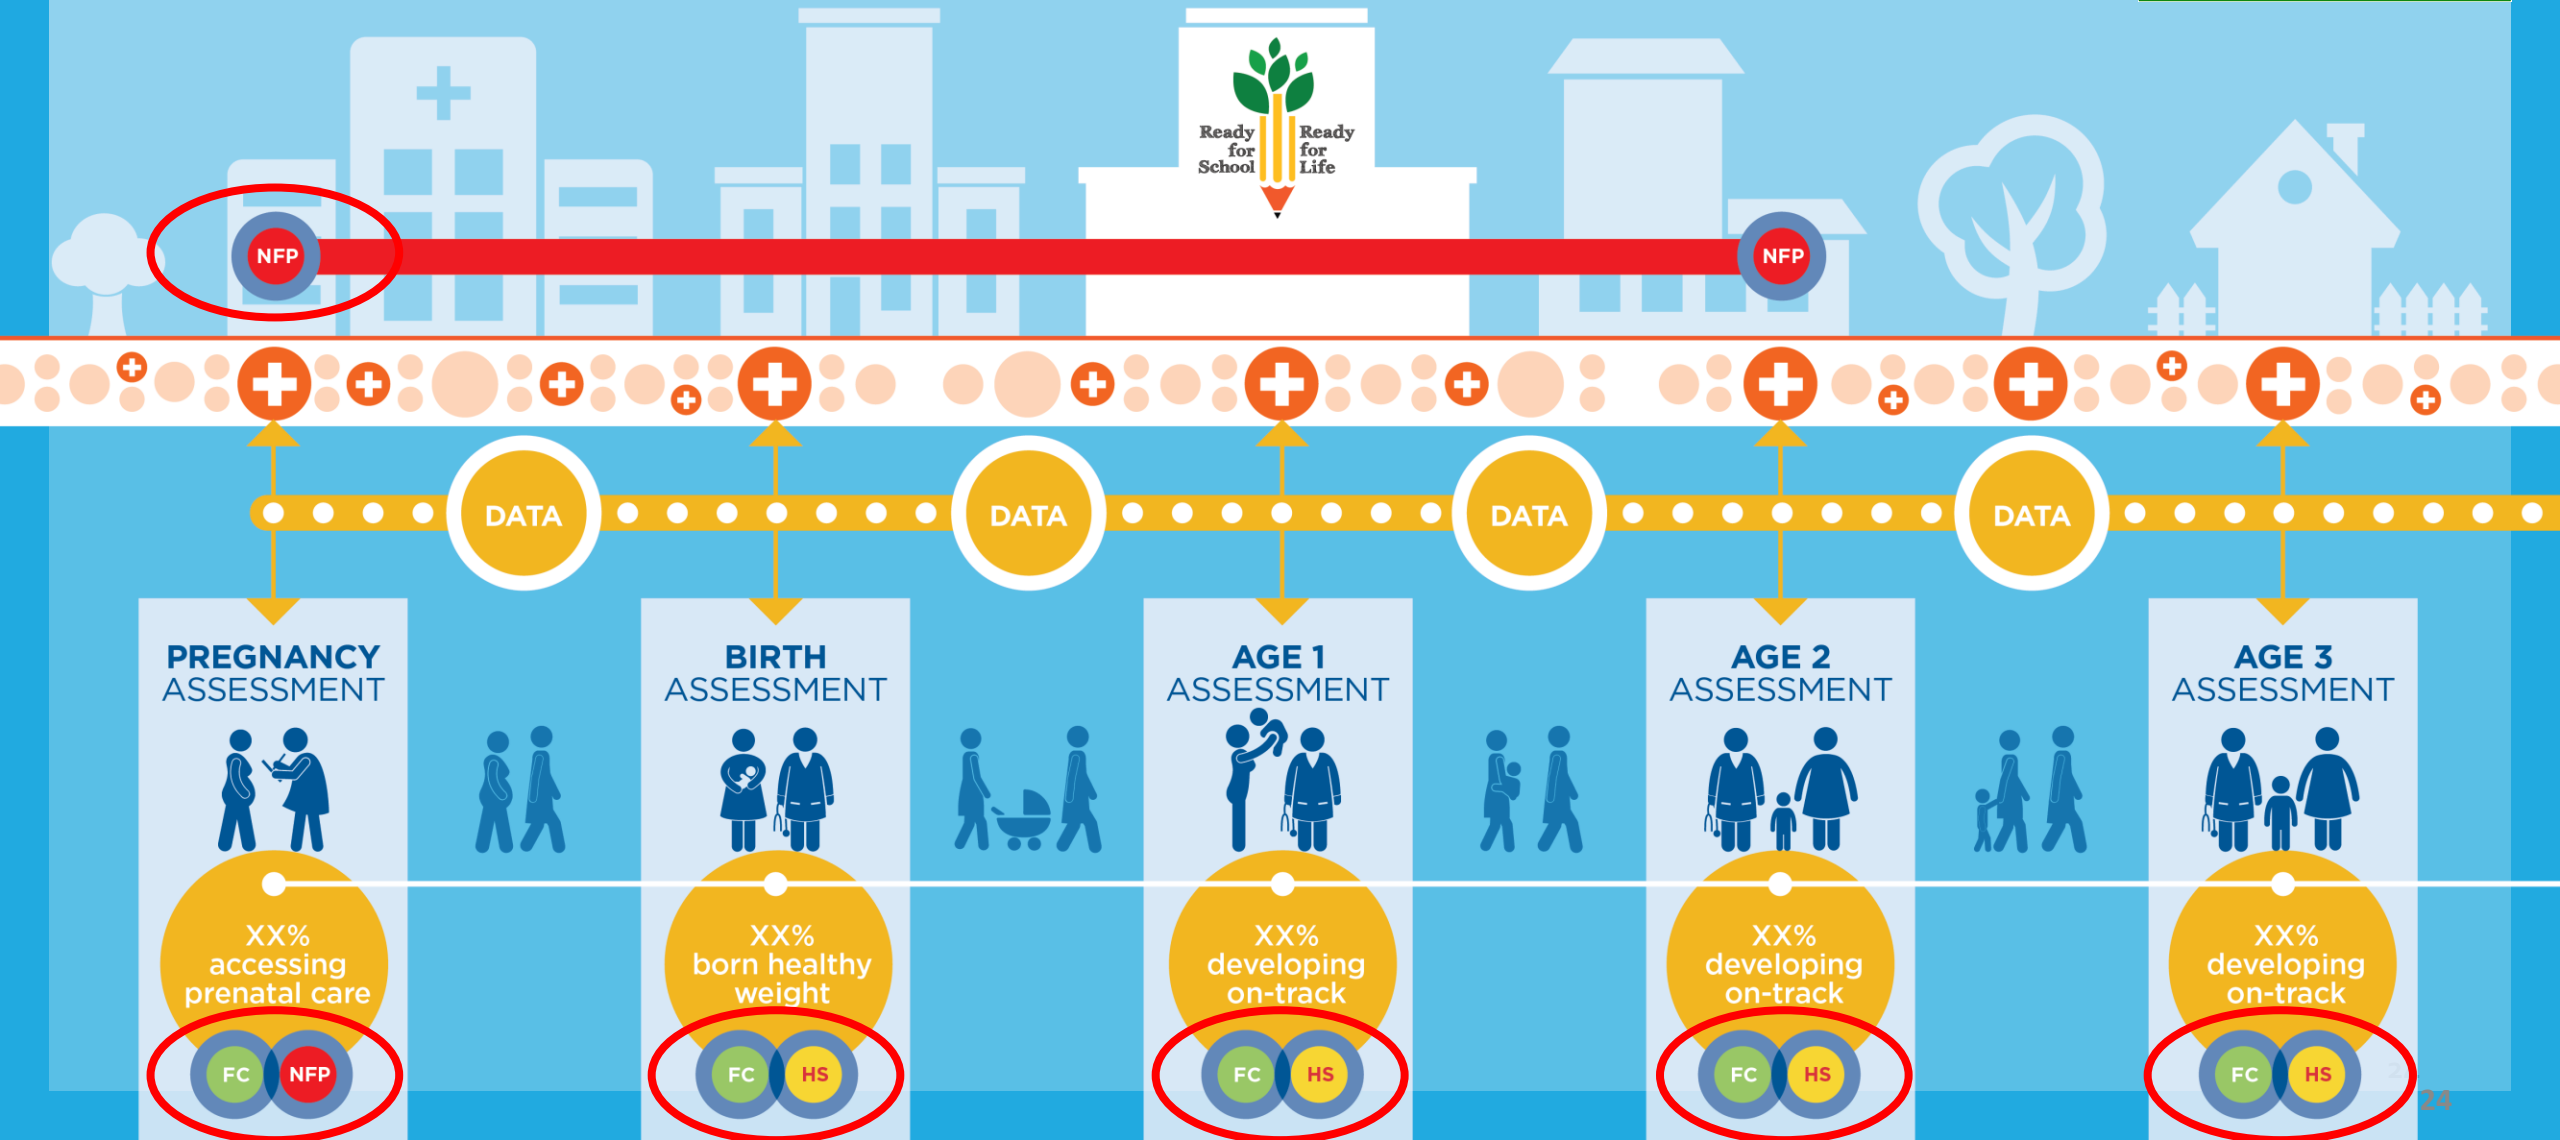 Ready
for
School
Ready
for
Life
NFP
NFP
DATA
DATA
DATA
DATA
PREGNANCY
ASSESSMENT
XX%
accessing
prenatal care
FC
NFP
BIRTH
ASSESSMENT
XX%
born healthy
weight
FC
HS
AGE 1
ASSESSMENT
XX%
developing
on-track
FC
HS
AGE 2
ASSESSMENT
XX%
developing
on-track
FC
HS
AGE 3
ASSESSMENT
XX%
developing
on-track
FC
HS
24